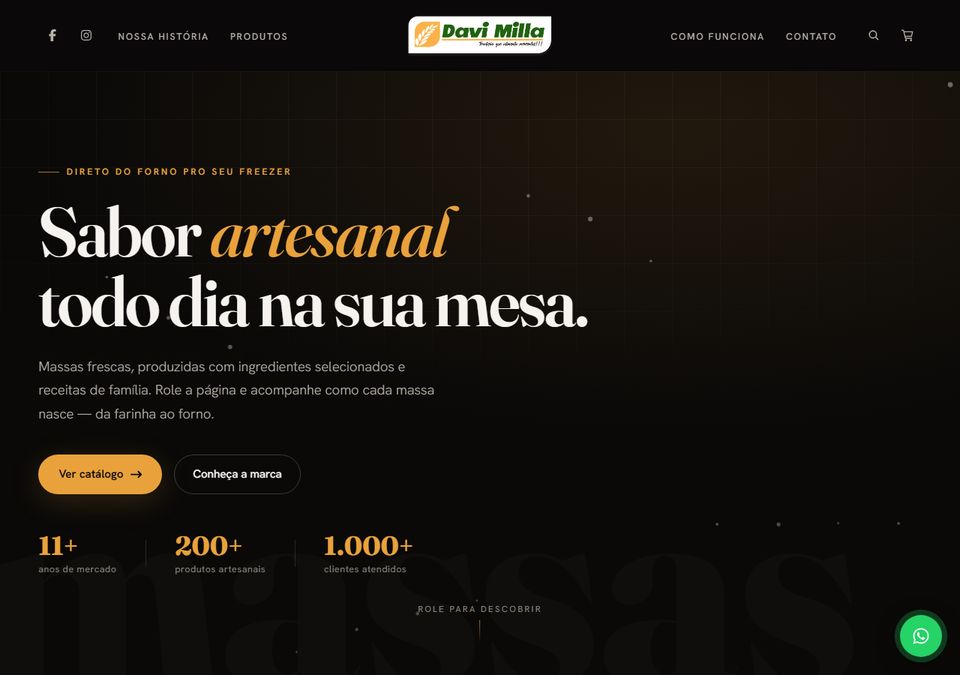 NOSSA HISTÓRIA
PRODUTOS
Davi Milla
COMO FUNCIONA
CONTATO
DIRETO DO FORNO PRO SEU FREEZER
Sabor artesanal
todo dia na sua mesa.
Massas frescas, produzidas com ingredientes selecionados e
receitas de família. Role a página e acompanhe como cada massa
nasce — da farinha ao forno.
Ver catálogo →
Conheça a marca
11+
anos de mercado
200+
produtos artesanais
1.000+
clientes atendidos
massas
ROLE PARA DESCOBRIR